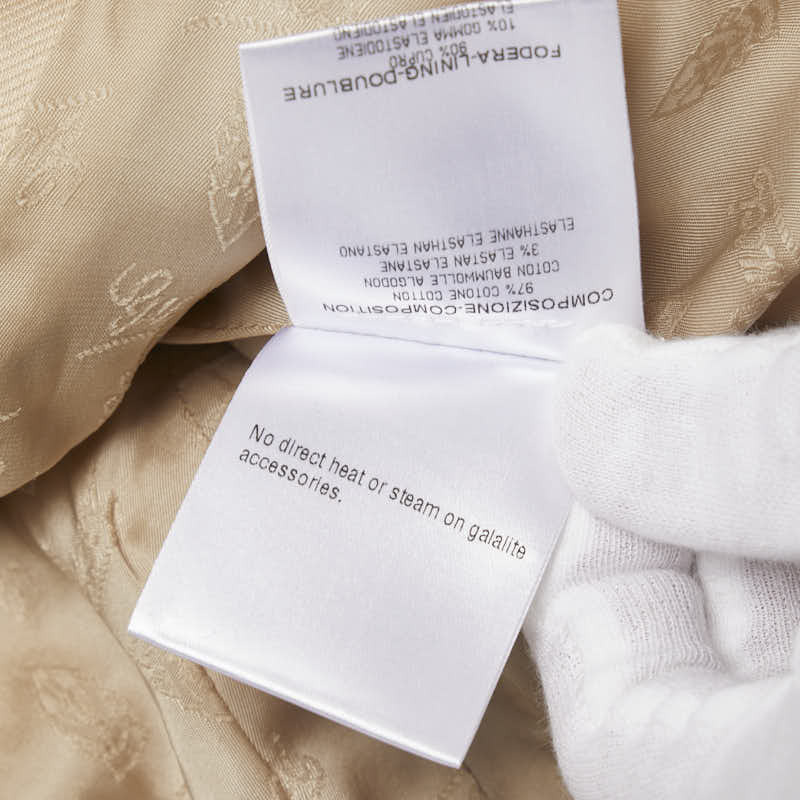 COMPOSIZIONE-COMPOSITION
97% COTONE COTTON
COTON BAUMWOLLE ALGODON
3% ELASTAN ELASTANE
ELASTHANNE ELASTHAN ELASTANO
FODERA-LINING-DOUBLURE
90% CUPRO
10% GOMMA ELASTODIENE
ELASTODIEN ELASTODIENO
No direct heat or steam on galalite
accessories.